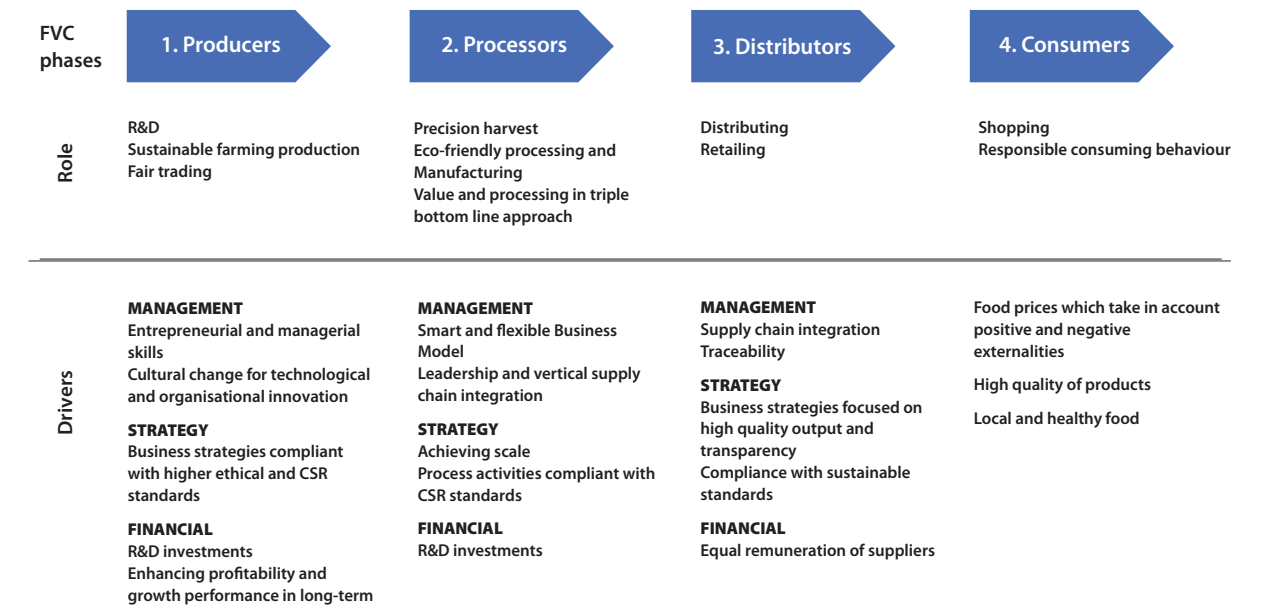 FVC
phases
1. Producers
2. Processors
3. Distributors
4. Consumers
Role
R&D
Sustainable farming production
Fair trading
Precision harvest
Eco-friendly processing and
Manufacturing
Value and processing in triple
bottom line approach
Distributing
Retailing
Shopping
Responsible consuming behaviour
Drivers
MANAGEMENT
Entrepreneurial and managerial
skills
Cultural change for technological
and organisational innovation
STRATEGY
Business strategies compliant
with higher ethical and CSR
standards
FINANCIAL
R&D investments
Enhancing profitability and
growth performance in long-term
MANAGEMENT
Smart and flexible Business
Model
Leadership and vertical supply
chain integration
STRATEGY
Achieving scale
Process activities compliant with
CSR standards
FINANCIAL
R&D investments
MANAGEMENT
Supply chain integration
Traceability
STRATEGY
Business strategies focused on
high quality output and
transparency
Compliance with sustainable
standards
FINANCIAL
Equal remuneration of suppliers
Food prices which take in account
positive and negative
externalities
High quality of products
Local and healthy food